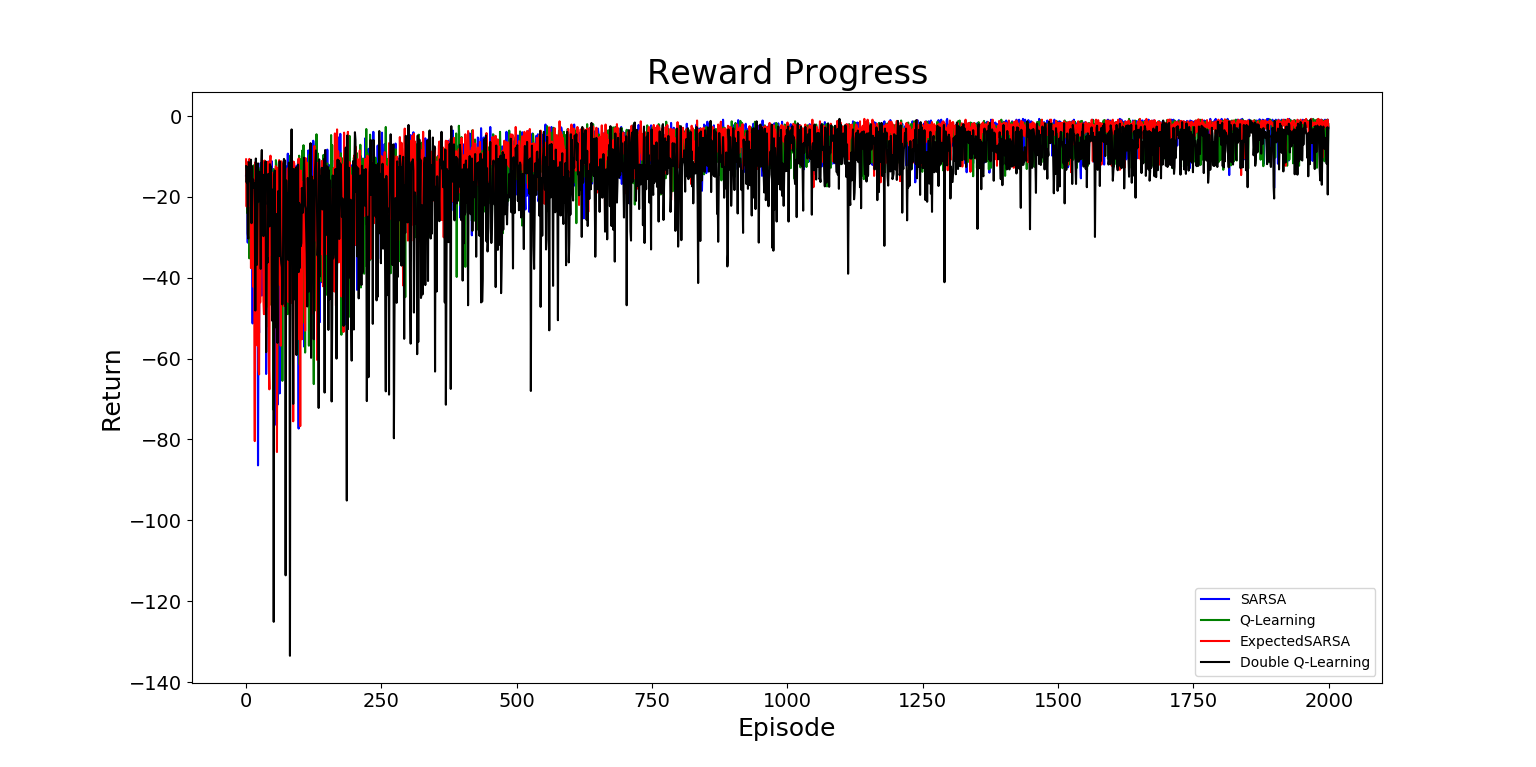 Reward Progress
0
−20
−40
−60
−80
−100
−120
−140
Return
0 250 500 750 1000 1250 1500 1750 2000
Episode
SARSA
Q-Learning
ExpectedSARSA
Double Q-Learning